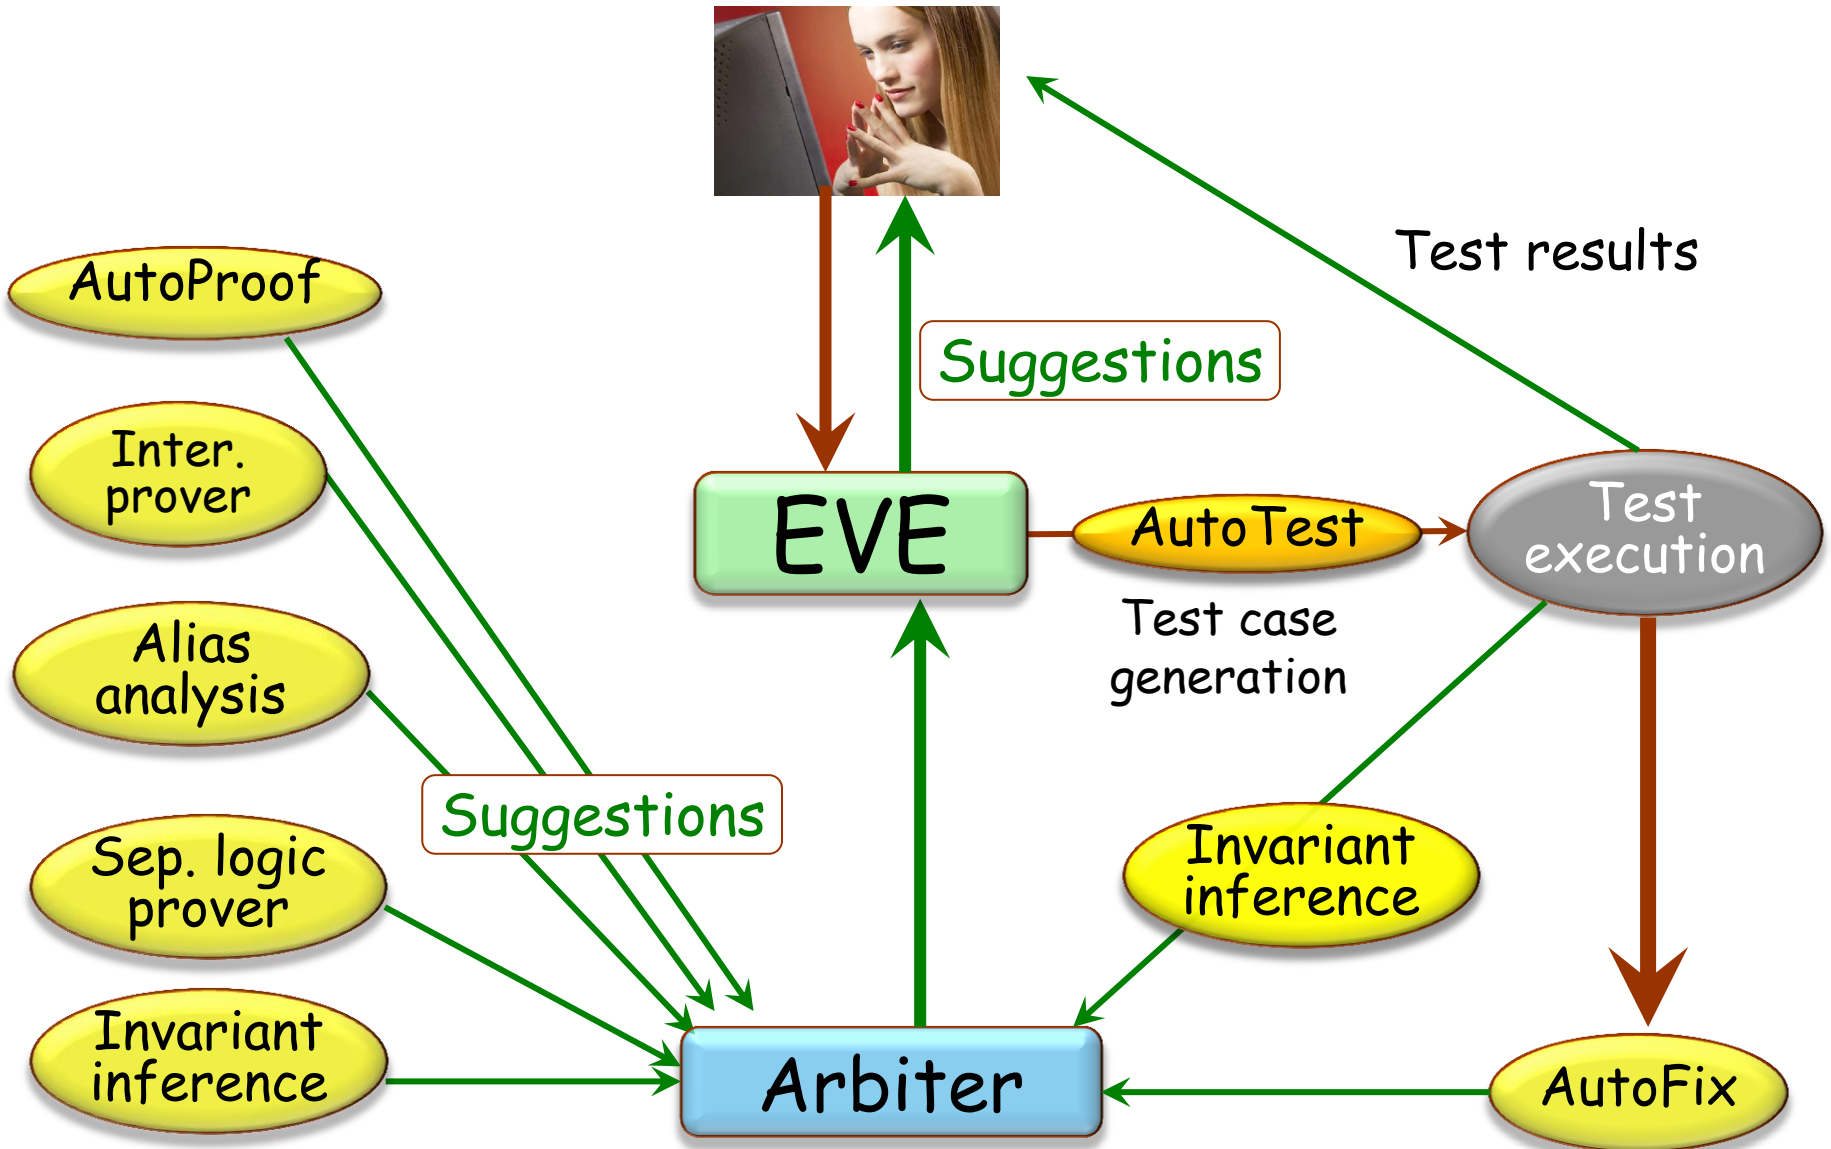 Test results
AutoProof
Suggestions
Inter.
prover
EVE
AutoTest
Test
execution
Test case
generation
Alias
analysis
Suggestions
Sep. logic
prover
Invariant
inference
Invariant
inference
Arbiter
AutoFix